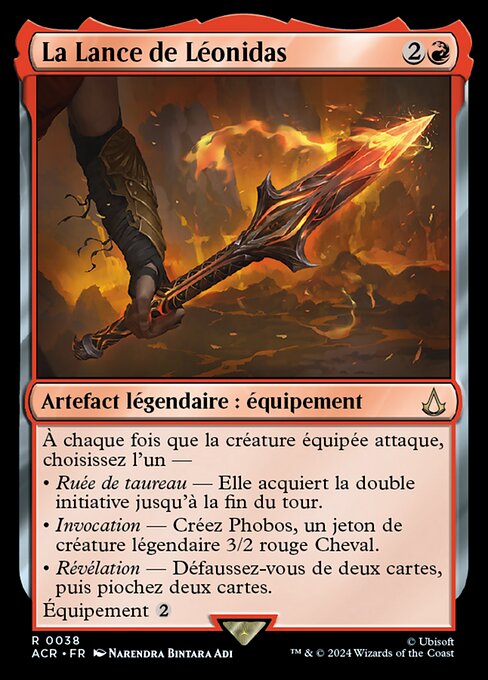 La Lance de Léonidas 2
Artefact légendaire : équipement
À chaque fois que la créature équipée attaque,
choisissez l'un —
• Ruée de taureau — Elle acquiert la double
initiative jusqu'à la fin du tour.
• Invocation — Créez Phobos, un jeton de
créature légendaire 3/2 rouge Cheval.
• Révélation — Défaussez-vous de deux cartes,
puis piochez deux cartes.
Équipement 2
R 0038 © Ubisoft
ACR • FR Narendra Bintara Adi ™ & © 2024 Wizards of the Coast